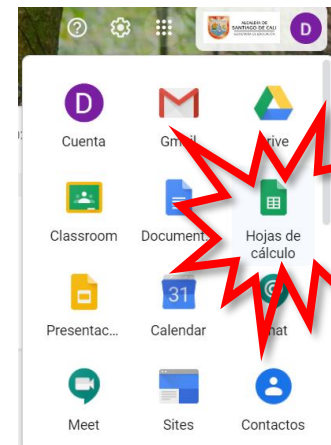 ALCALDÍA DE
SANTIAGO DE CALI
D
D
Cuenta
Gmail
Drive
Classroom
Document...
Hojas de
cálculo
31
Presentac...
Calendar
Chat
Meet
Sites
Contactos